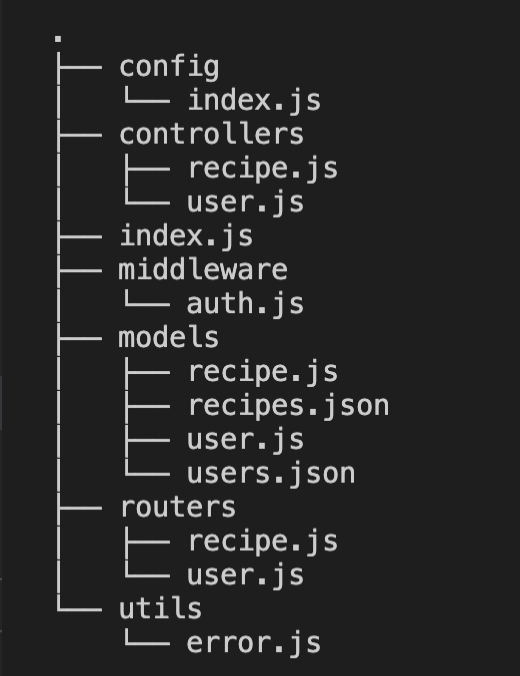 .
├── config
│   └── index.js
├── controllers
│   ├── recipe.js
│   └── user.js
├── index.js
├── middleware
│   └── auth.js
├── models
│   ├── recipe.js
│   ├── recipes.json
│   ├── user.js
│   └── users.json
├── routers
│   ├── recipe.js
│   └── user.js
└── utils
    └── error.js